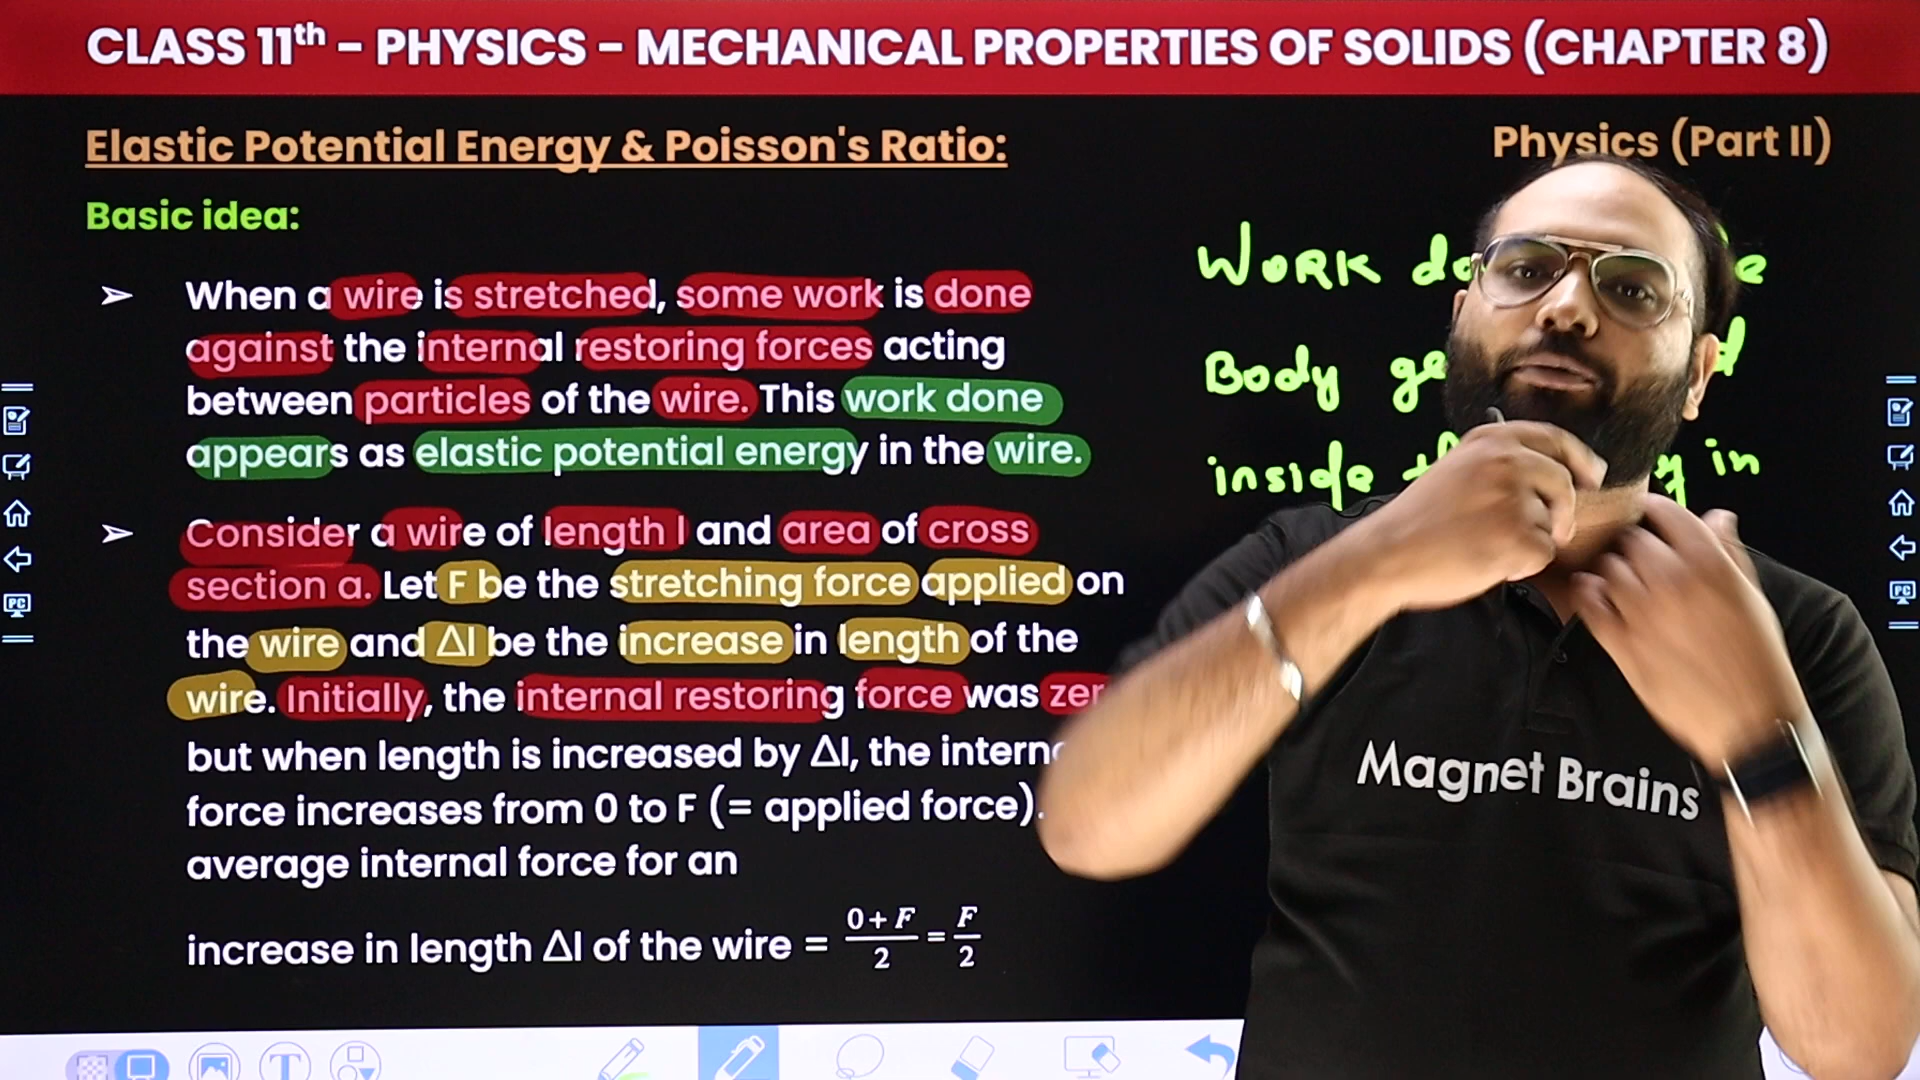 CLASS 11th – PHYSICS – MECHANICAL PROPERTIES OF SOLIDS (CHAPTER 8)
Elastic Potential Energy & Poisson's Ratio:
Physics (Part II)
Basic idea:
➢ When a wire is stretched, some work is done
against the internal restoring forces acting
between particles of the wire. This work done
appears as elastic potential energy in the wire.
➢ Consider a wire of length l and area of cross
section a. Let F be the stretching force applied on
the wire and Δl be the increase in length of the
wire. Initially, the internal restoring force was
but when length is increased by Δl, the
force increases from 0 to F (= applied force).
average internal force for an
increase in length Δl of the wire = (0 + F)/2 = F/2
WORK
Body
inside in
Magnet Brains
PC
PC
T